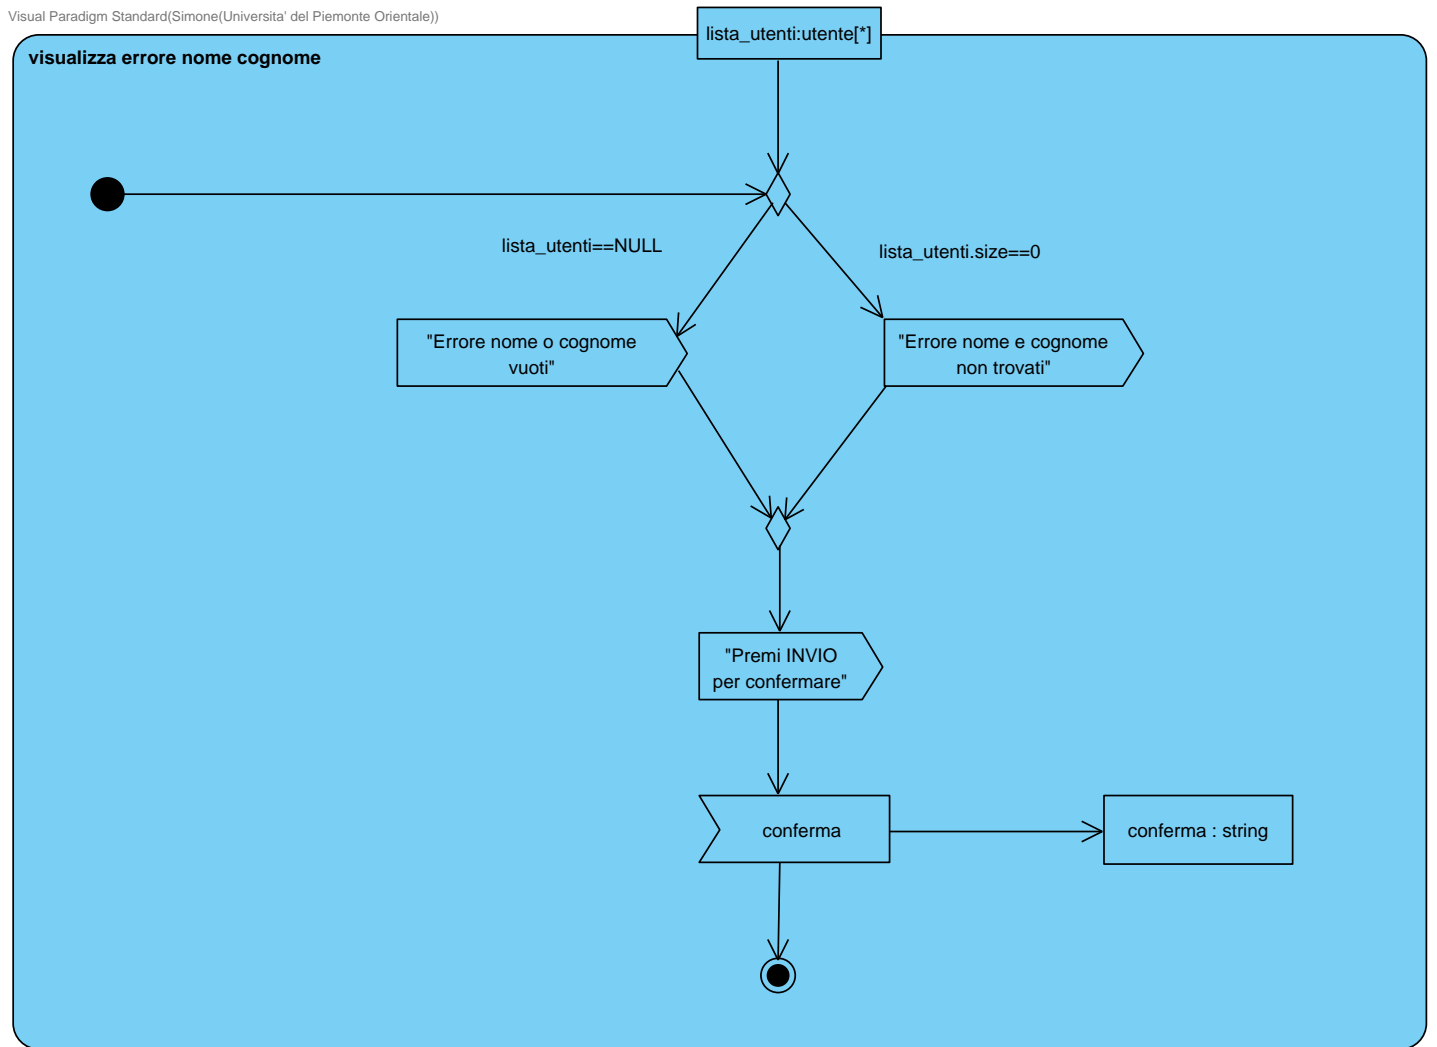 Visual Paradigm Standard(Simone(Universita' del Piemonte Orientale))
lista_utenti:utente[*]
visualizza errore nome cognome
lista_utenti==NULL
lista_utenti.size==0
"Errore nome o cognome
vuoti"
"Errore nome e cognome
non trovati"
"Premi INVIO
per confermare"
conferma
conferma : string